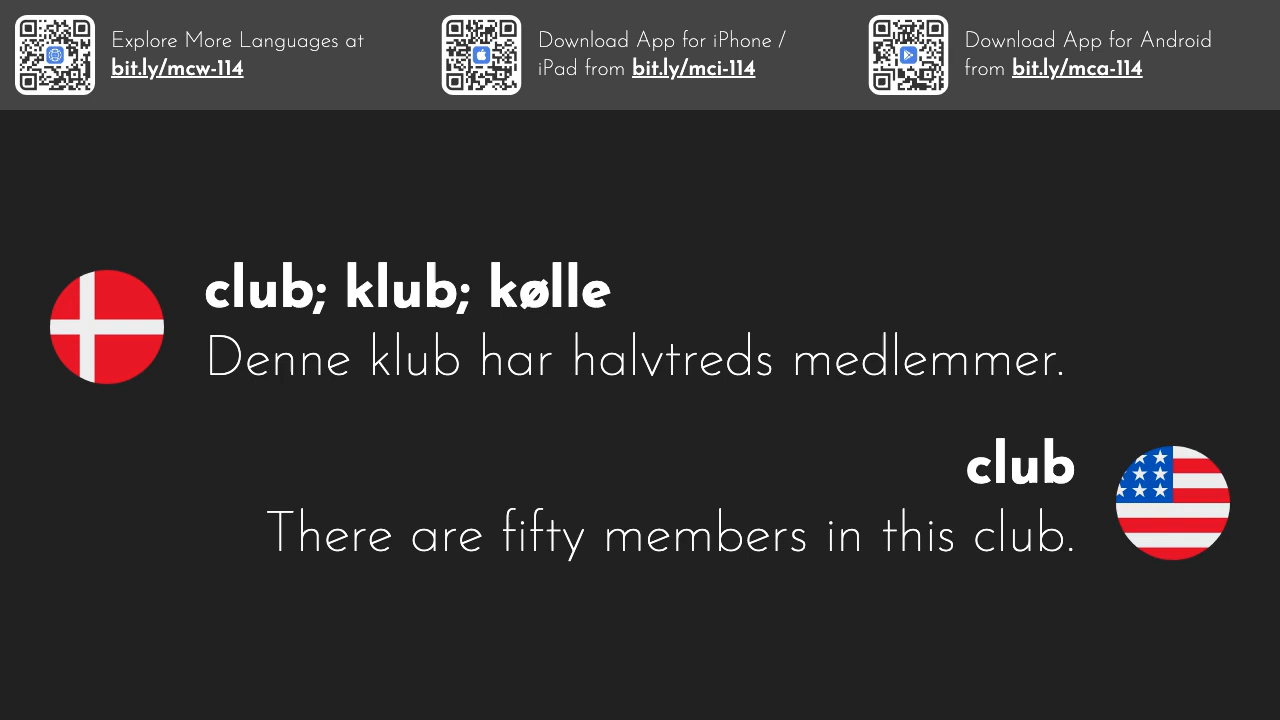 Explore More Languages at
bit.ly/mcw-114
Download App for iPhone /
iPad from bit.ly/mci-114
Download App for Android
from bit.ly/mca-114
club; klub; kølle
Denne klub har halvtreds medlemmer.
club
There are fifty members in this club.